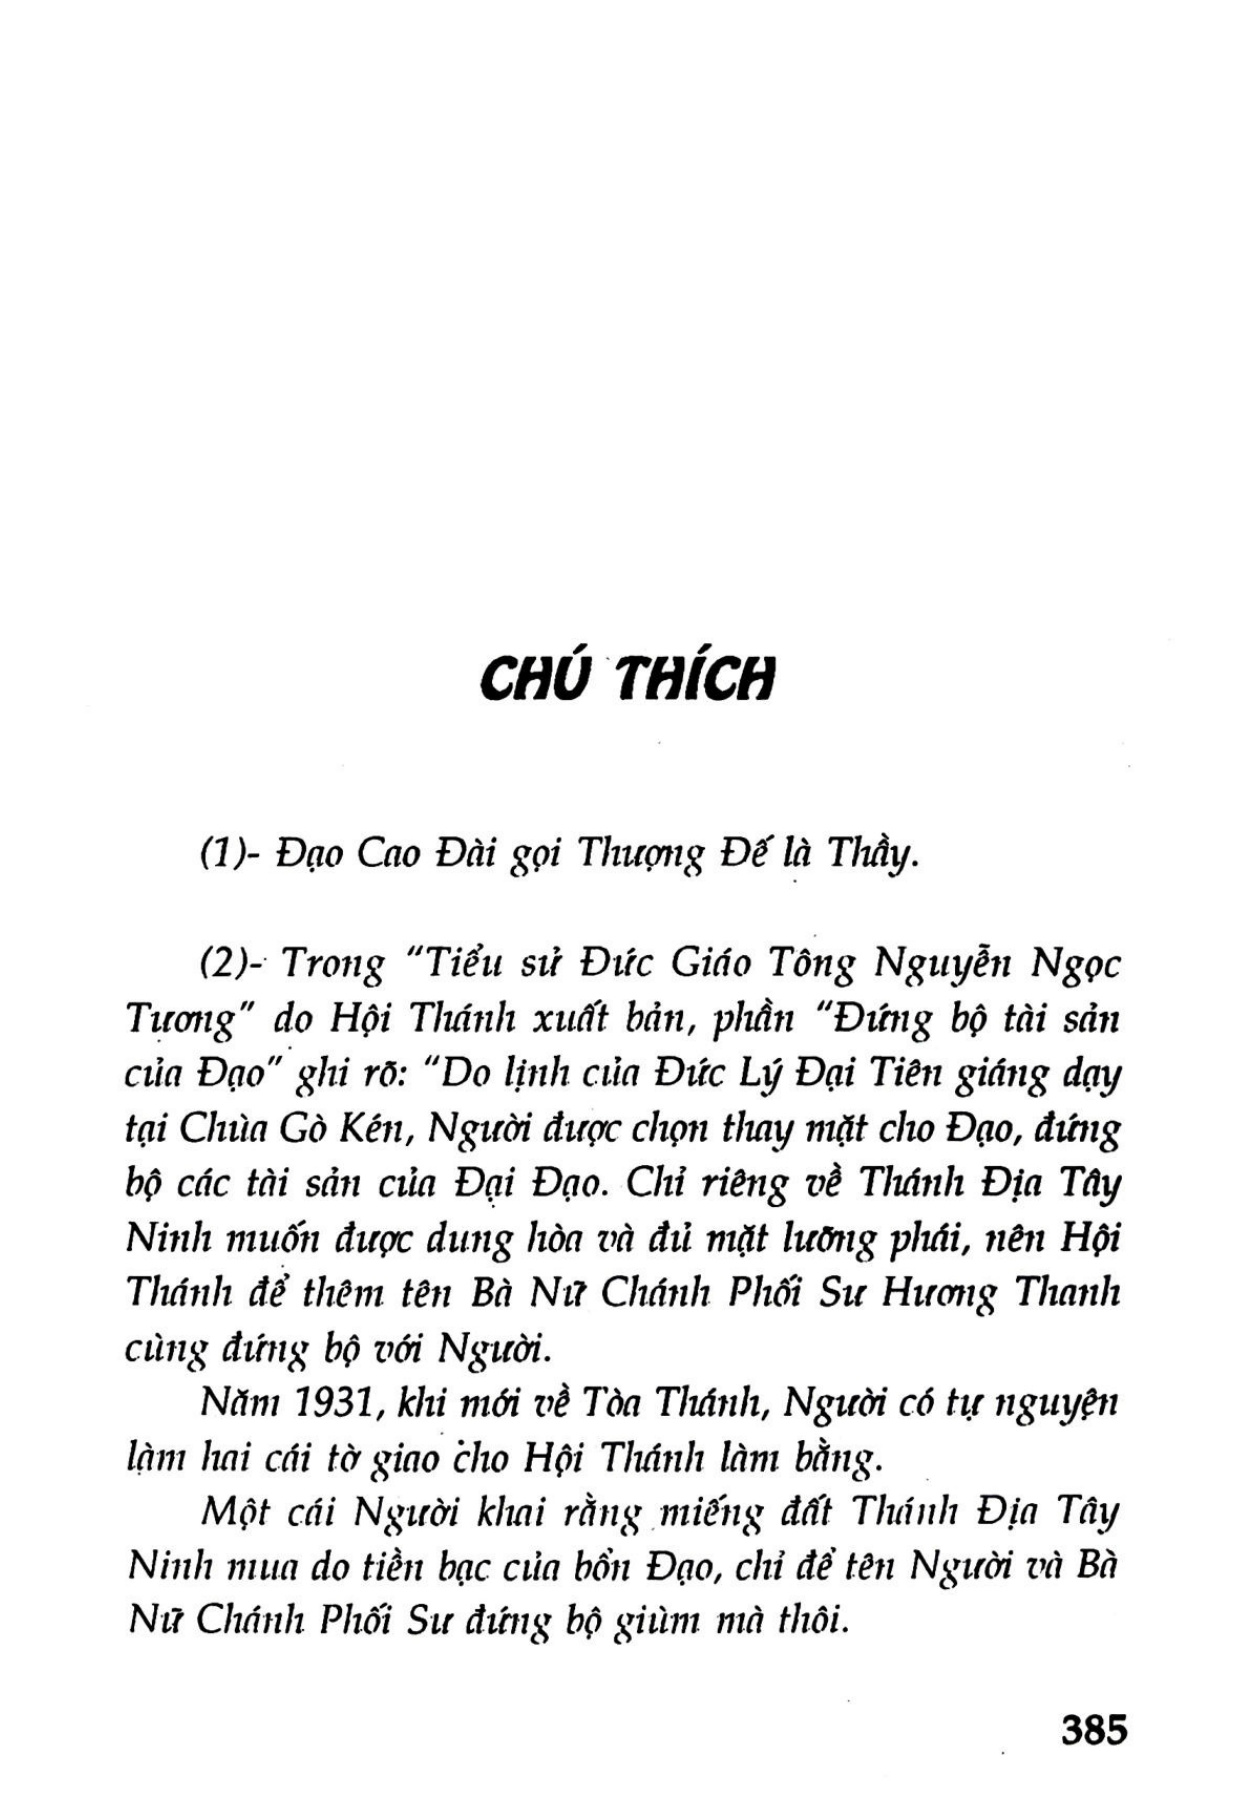 CHÚ THÍCH
(1)- Đạo Cao Đài gọi Thượng Đế là Thầy.
(2)- Trong "Tiểu sử Đức Giáo Tông Nguyễn Ngọc
Tương" do Hội Thánh xuất bản, phần "Đứng bộ tài sản
của Đạo" ghi rõ: "Do lịnh của Đức Lý Đại Tiên giáng dạy
tại Chùa Gò Kén, Người được chọn thay mặt cho Đạo, đứng
bộ các tài sản của Đại Đạo. Chỉ riêng về Thánh Địa Tây
Ninh muốn được dung hòa và đủ mặt lưỡng phái, nên Hội
Thánh để thêm tên Bà Nữ Chánh Phối Sư Hương Thanh
cùng đứng bộ với Người.
Năm 1931, khi mới về Tòa Thánh, Người có tự nguyện
làm hai cái tờ giao cho Hội Thánh làm bằng.
Một cái Người khai rằng miếng đất Thánh Địa Tây
Ninh mua do tiền bạc của bổn Đạo, chỉ để tên Người và Bà
Nữ Chánh Phối Sư đứng bộ giùm mà thôi.
385